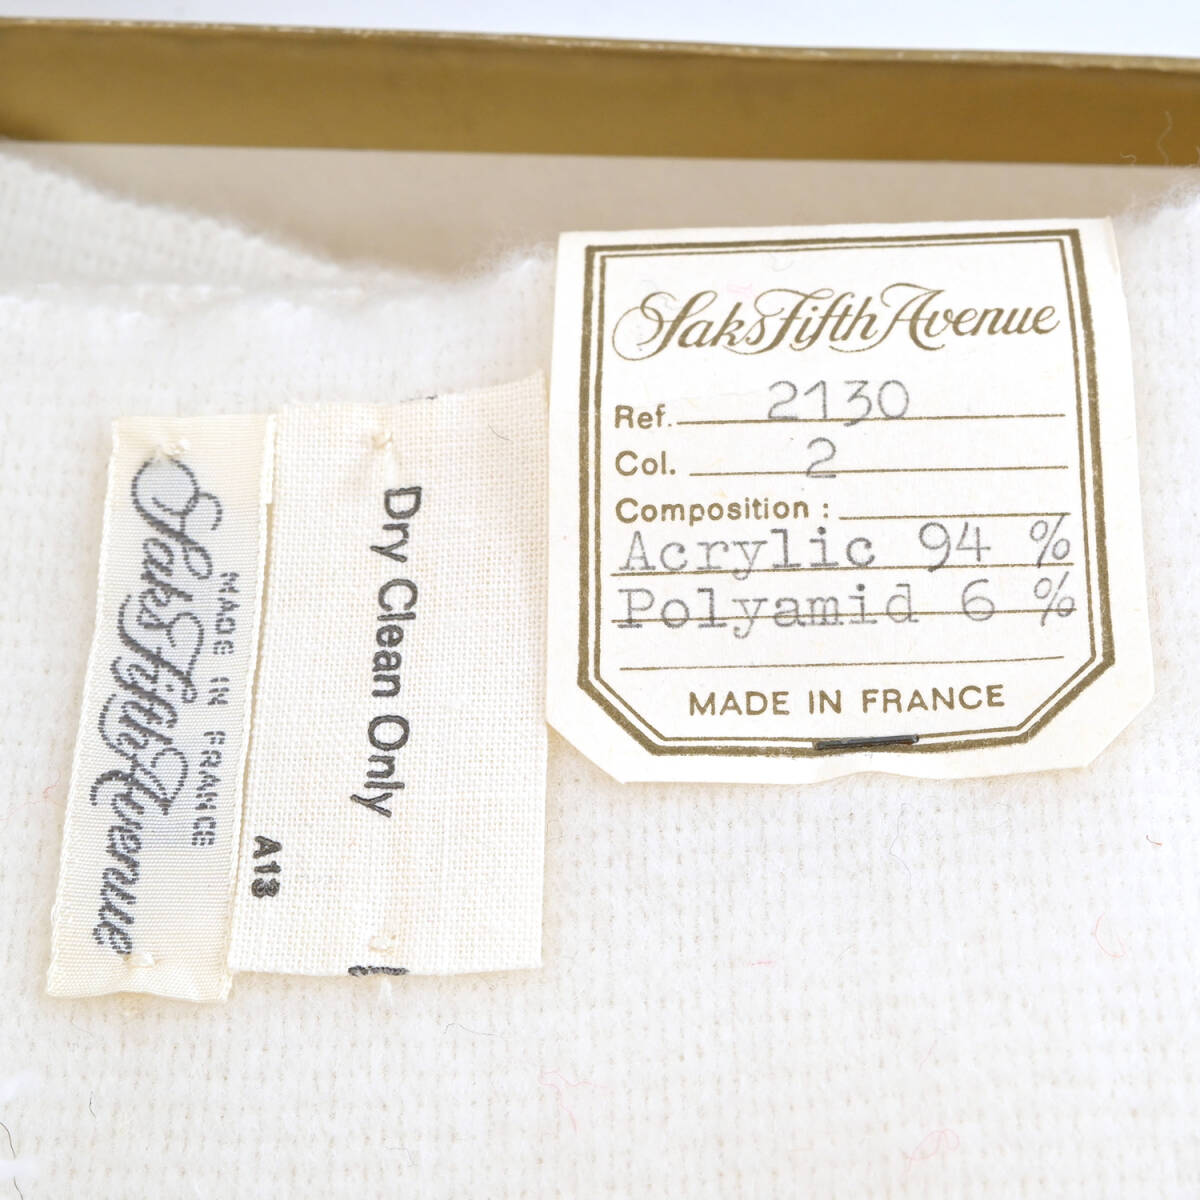 Saks Fifth Avenue
MADE IN FRANCE
Dry Clean Only
A13
Saks Fifth Avenue
Ref. 2130
Col. 2
Composition :
Acrylic 94 %
Polyamid 6 %
MADE IN FRANCE